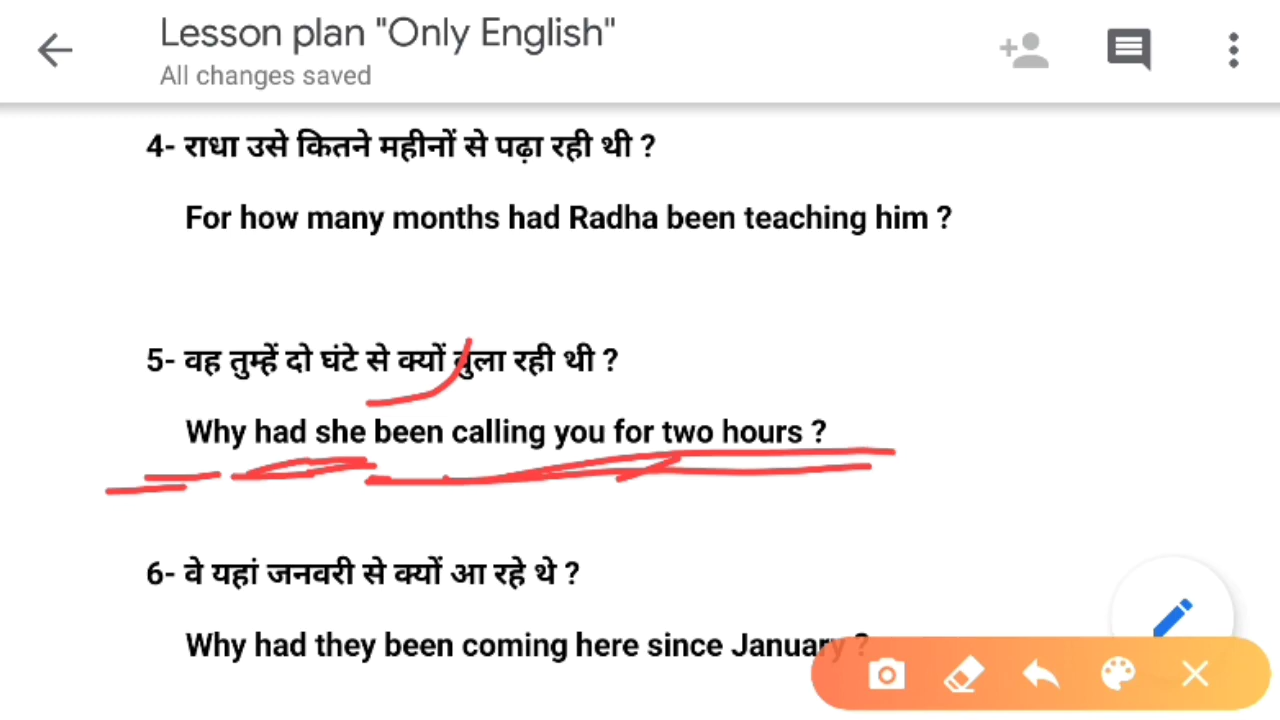 Lesson plan "Only English"
All changes saved
4- राधा उसे कितने महीनों से पढ़ा रही थी ?
For how many months had Radha been teaching him ?
5- वह तुम्हें दो घंटे से क्यों बुला रही थी ?
Why had she been calling you for two hours ?
6- वे यहां जनवरी से क्यों आ रहे थे ?
Why had they been coming here since January ?